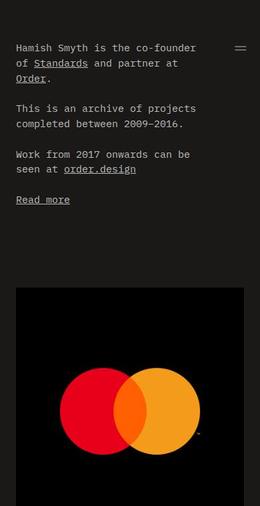 Hamish Smyth is the co-founder
of Standards and partner at
Order.
This is an archive of projects
completed between 2009–2016.
Work from 2017 onwards can be
seen at order.design
Read more